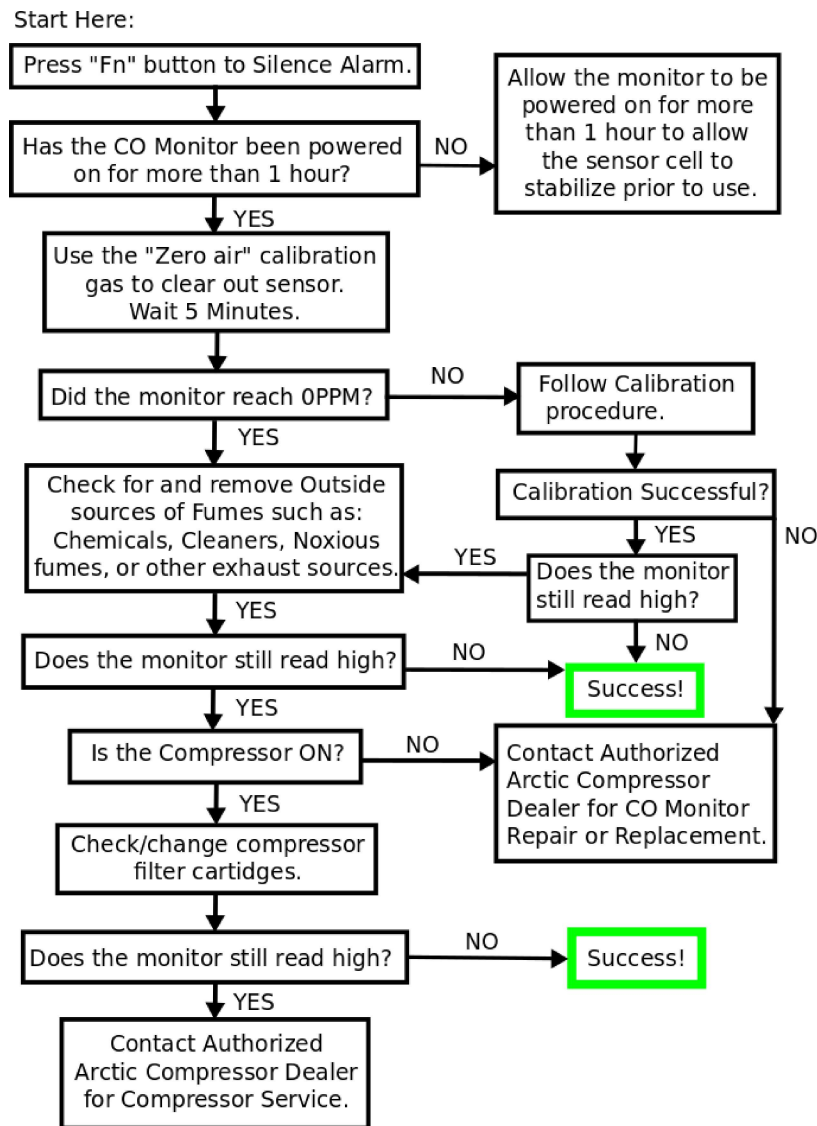 Start Here:
Press "Fn" button to Silence Alarm.
Has the CO Monitor been powered
on for more than 1 hour?
NO
Allow the monitor to be
powered on for more
than 1 hour to allow
the sensor cell to
stabilize prior to use.
YES
Use the "Zero air" calibration
gas to clear out sensor.
Wait 5 Minutes.
Did the monitor reach 0PPM?
NO
Follow Calibration
procedure.
YES
Calibration Successful?
YES
NO
Check for and remove Outside
sources of Fumes such as:
Chemicals, Cleaners, Noxious
fumes, or other exhaust sources.
YES
Does the monitor
still read high?
NO
YES
Does the monitor still read high?
NO
Success!
YES
Is the Compressor ON?
NO
Contact Authorized
Arctic Compressor
Dealer for CO Monitor
Repair or Replacement.
YES
Check/change compressor
filter cartidges.
Does the monitor still read high?
NO
Success!
YES
Contact Authorized
Arctic Compressor Dealer
for Compressor Service.